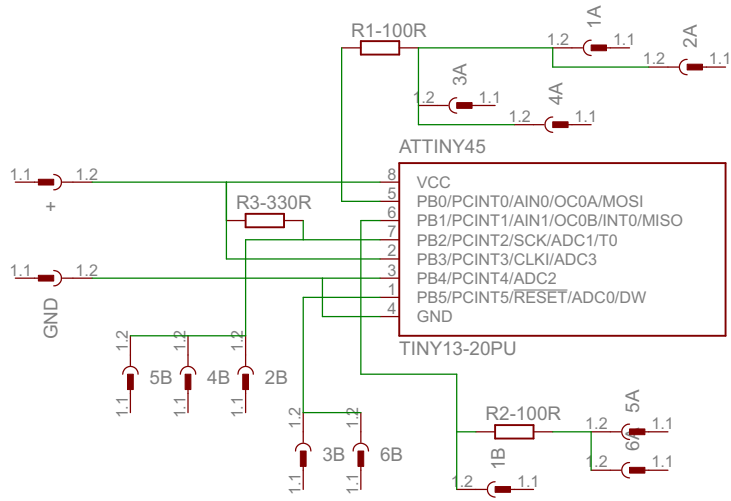 R1-100R
1.2 1A 1.1
1.2 2A 1.1
1.2 3A 1.1
1.2 4A 1.1
ATTINY45
1.1 1.2
+
8 VCC
5 PB0/PCINT0/AIN0/OC0A/MOSI
R3-330R
6 PB1/PCINT1/AIN1/OC0B/INT0/MISO
7 PB2/PCINT2/SCK/ADC1/T0
2 PB3/PCINT3/CLKI/ADC3
1.1 1.2
GND
3 PB4/PCINT4/ADC2
1 PB5/PCINT5/RESET/ADC0/DW
4 GND
TINY13-20PU
1.2 1.2 1.2
5B 4B 2B
1.1 1.1 1.1
1.2 1.2
3B 6B
1.1 1.1
R2-100R
1.2 5A 1.1
1.2 6A 1.1
1B
1.2 1.1